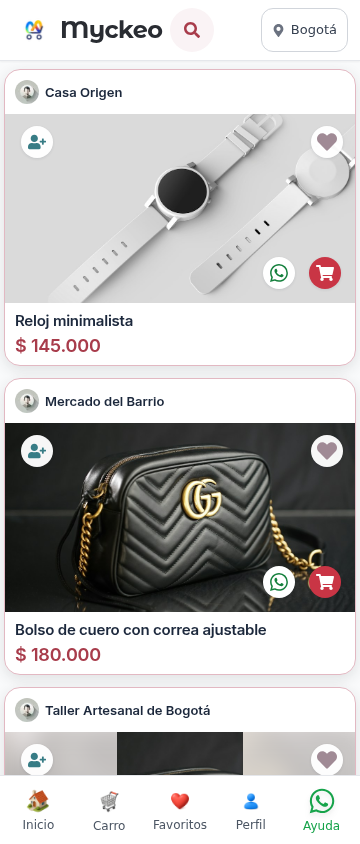 Myckeo
Bogotá
Casa Origen
Reloj minimalista
$ 145.000
Mercado del Barrio
GG
Bolso de cuero con correa ajustable
$ 180.000
Taller Artesanal de Bogotá
Inicio
Carro
Favoritos
Perfil
Ayuda